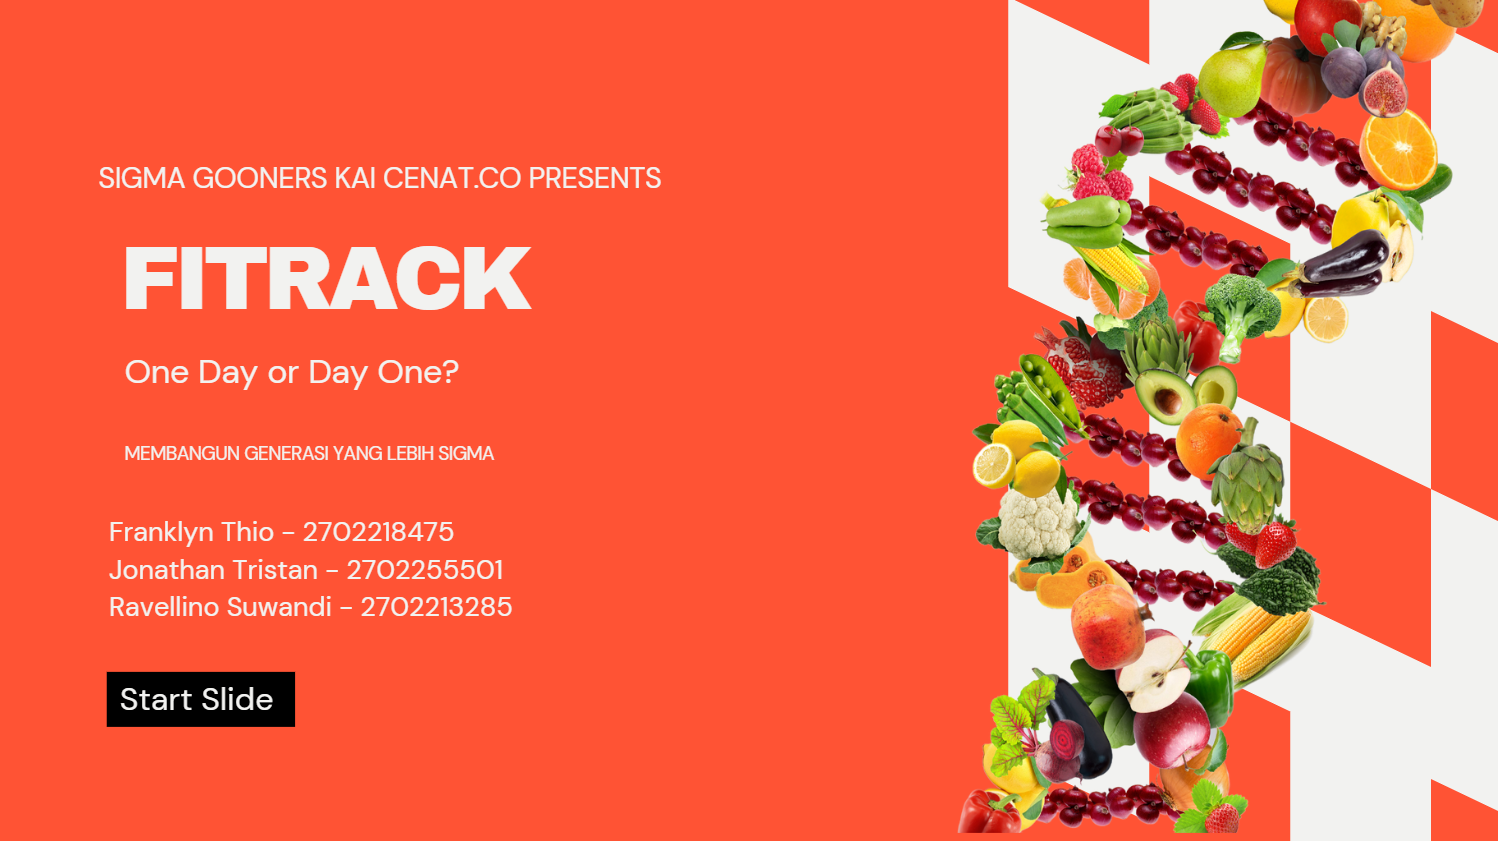 SIGMA GOONERS KAI CENAT.CO PRESENTS
FITRACK
One Day or Day One?
MEMBANGUN GENERASI YANG LEBIH SIGMA
Franklyn Thio - 2702218475
Jonathan Tristan - 2702255501
Ravellino Suwandi - 2702213285
Start Slide